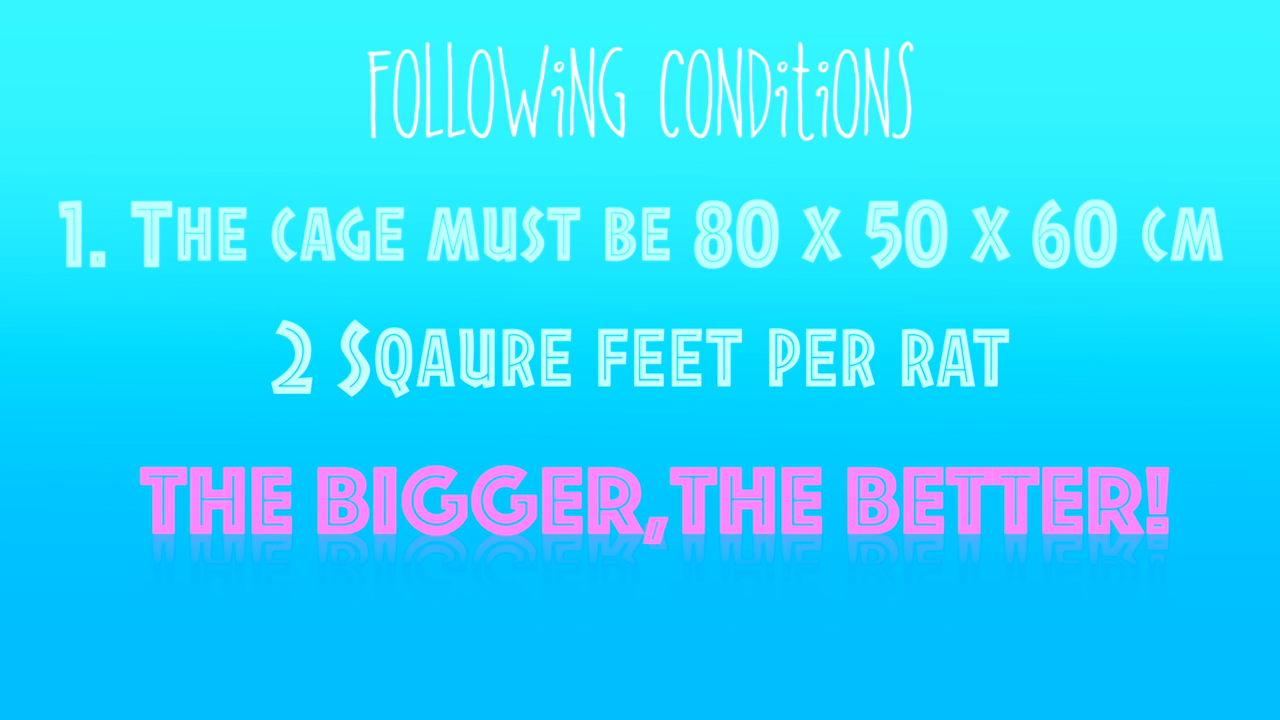 FOLLOWiNG CONDitiONS
1. The cage must be 80 x 50 x 60 cm
2 Sqaure feet per rat
THE BIGGER, THE BETTER!